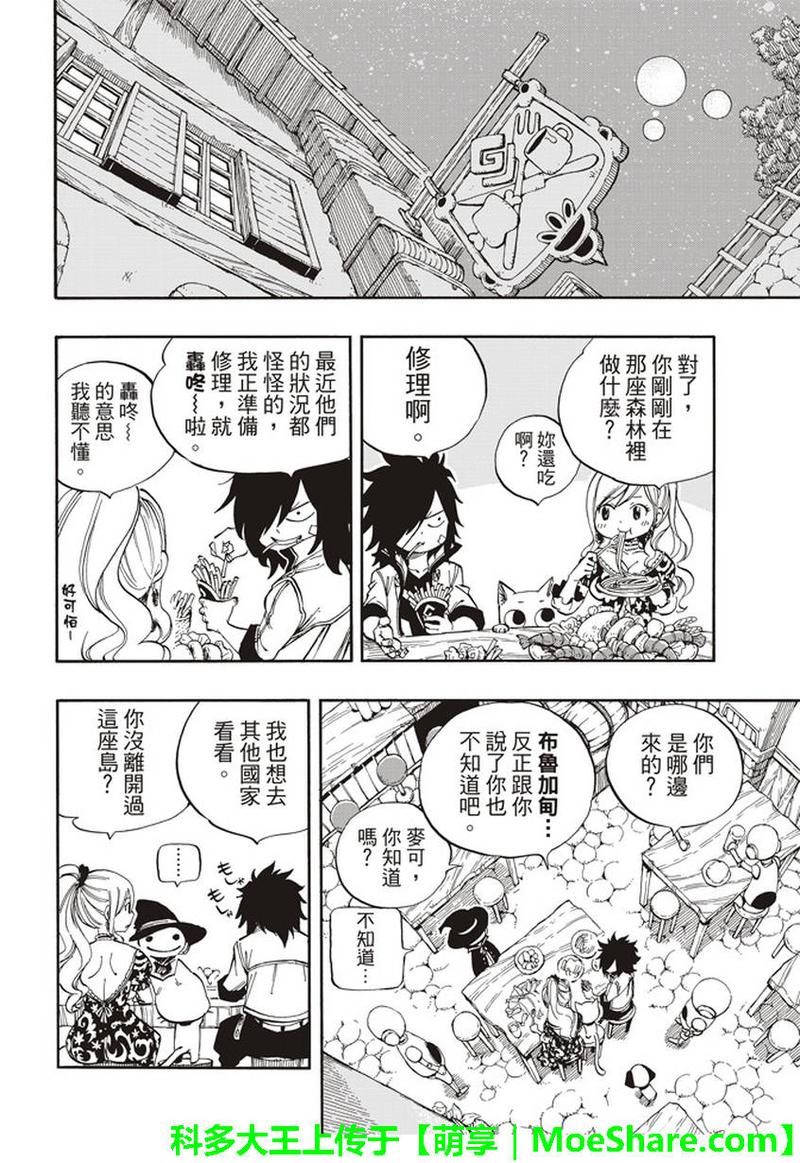 對了，
你剛剛在
那座森林裡
做什麼？
妳還吃
啊？
修理啊。
最近他們
的狀況都
怪怪的，
我正準備
修理，就
轟咚～啦。
轟咚～
的意思
我聽不懂。
好可怕－
你們
是哪邊
來的？
布魯加甸…
反正跟你
說了你也
不知道吧。
麥可，
你知道
嗎？
不知道…
我也想去
其他國家
看看。
もしゃ
もしゃ
……
你沒離開過
這座島？
科多大王上传于【萌享｜MoeShare.com】